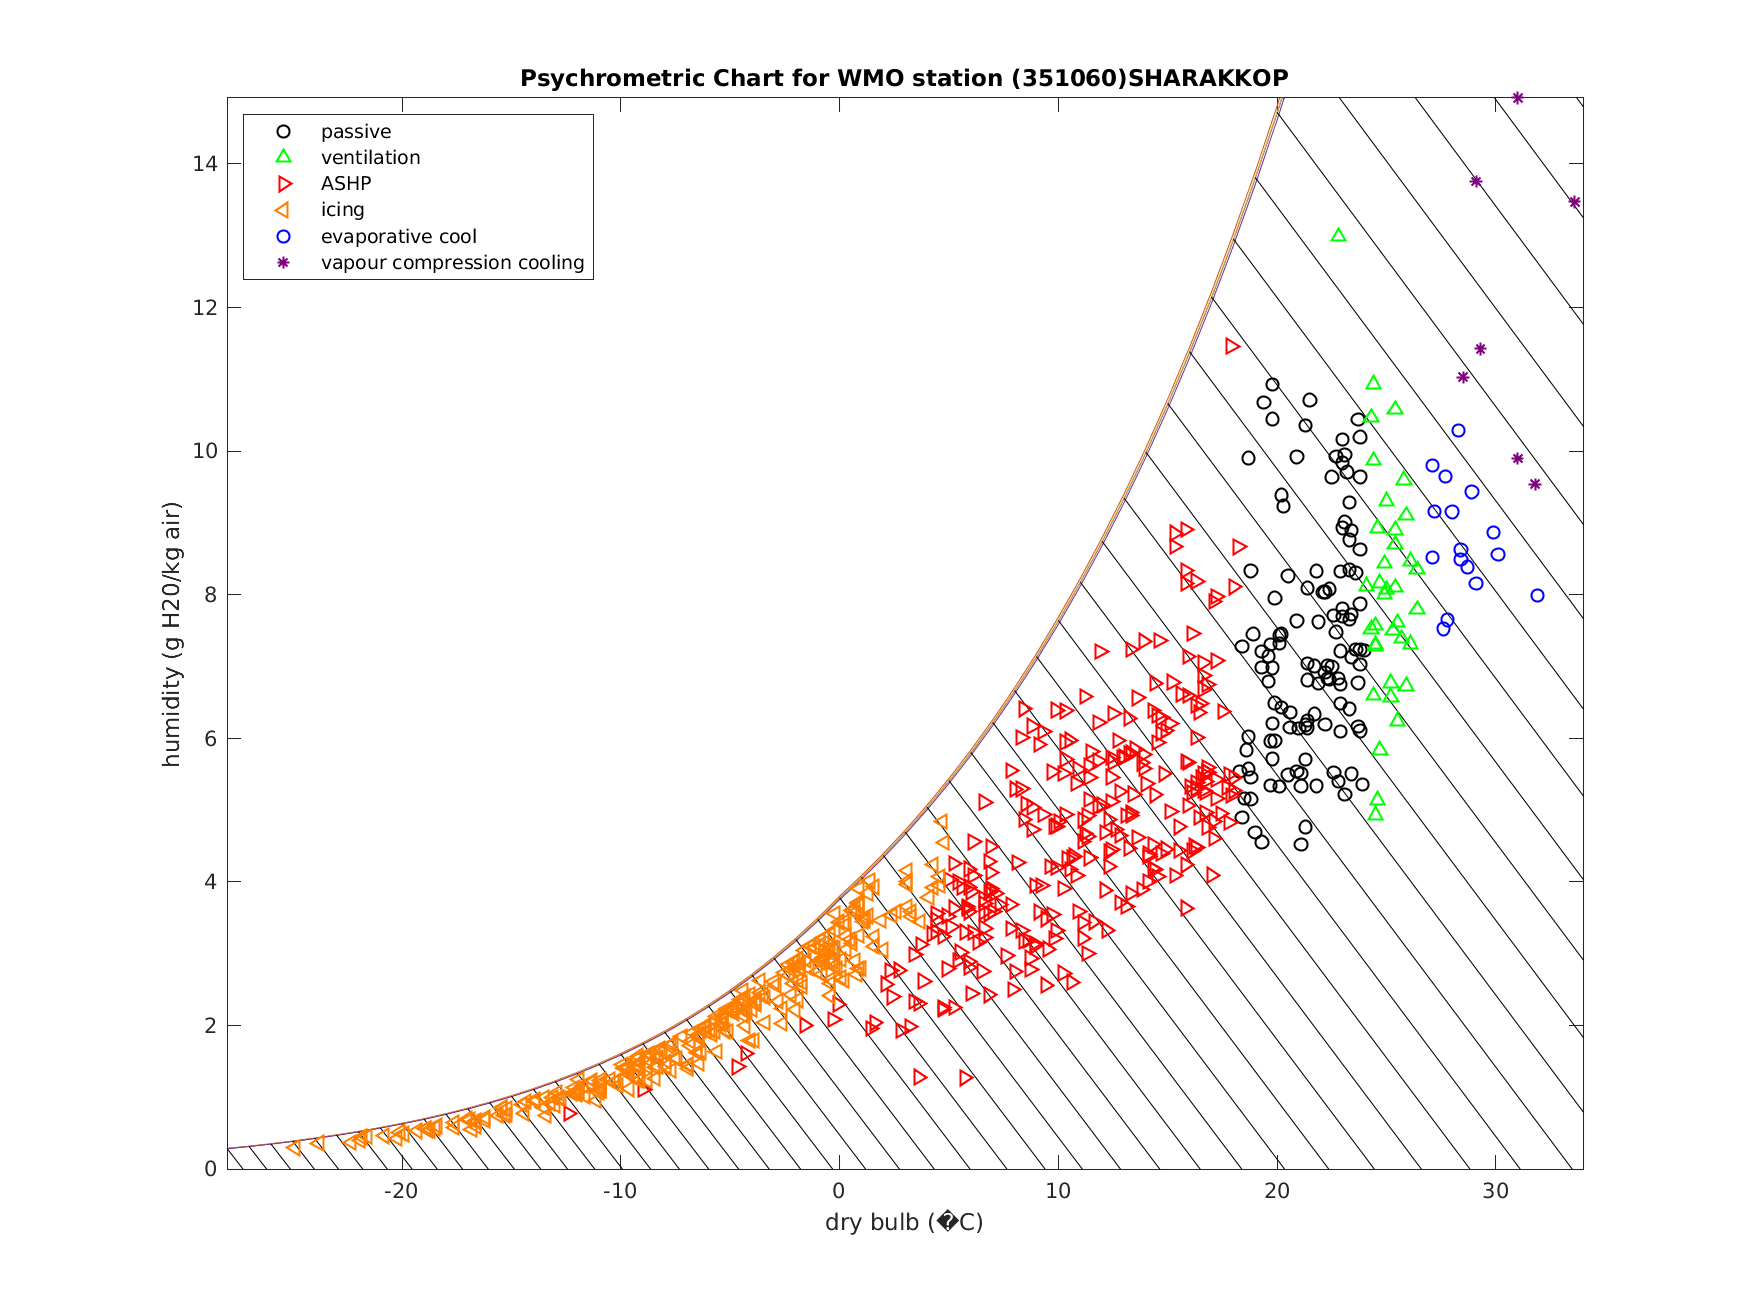 Psychrometric Chart for WMO station (351060)SHARAKKOP
passive
ventilation
ASHP
icing
evaporative cool
vapour compression cooling
14
12
10
8
6
4
2
0
humidity (g H20/kg air)
-20
-10
0
10
20
30
dry bulb (�C)